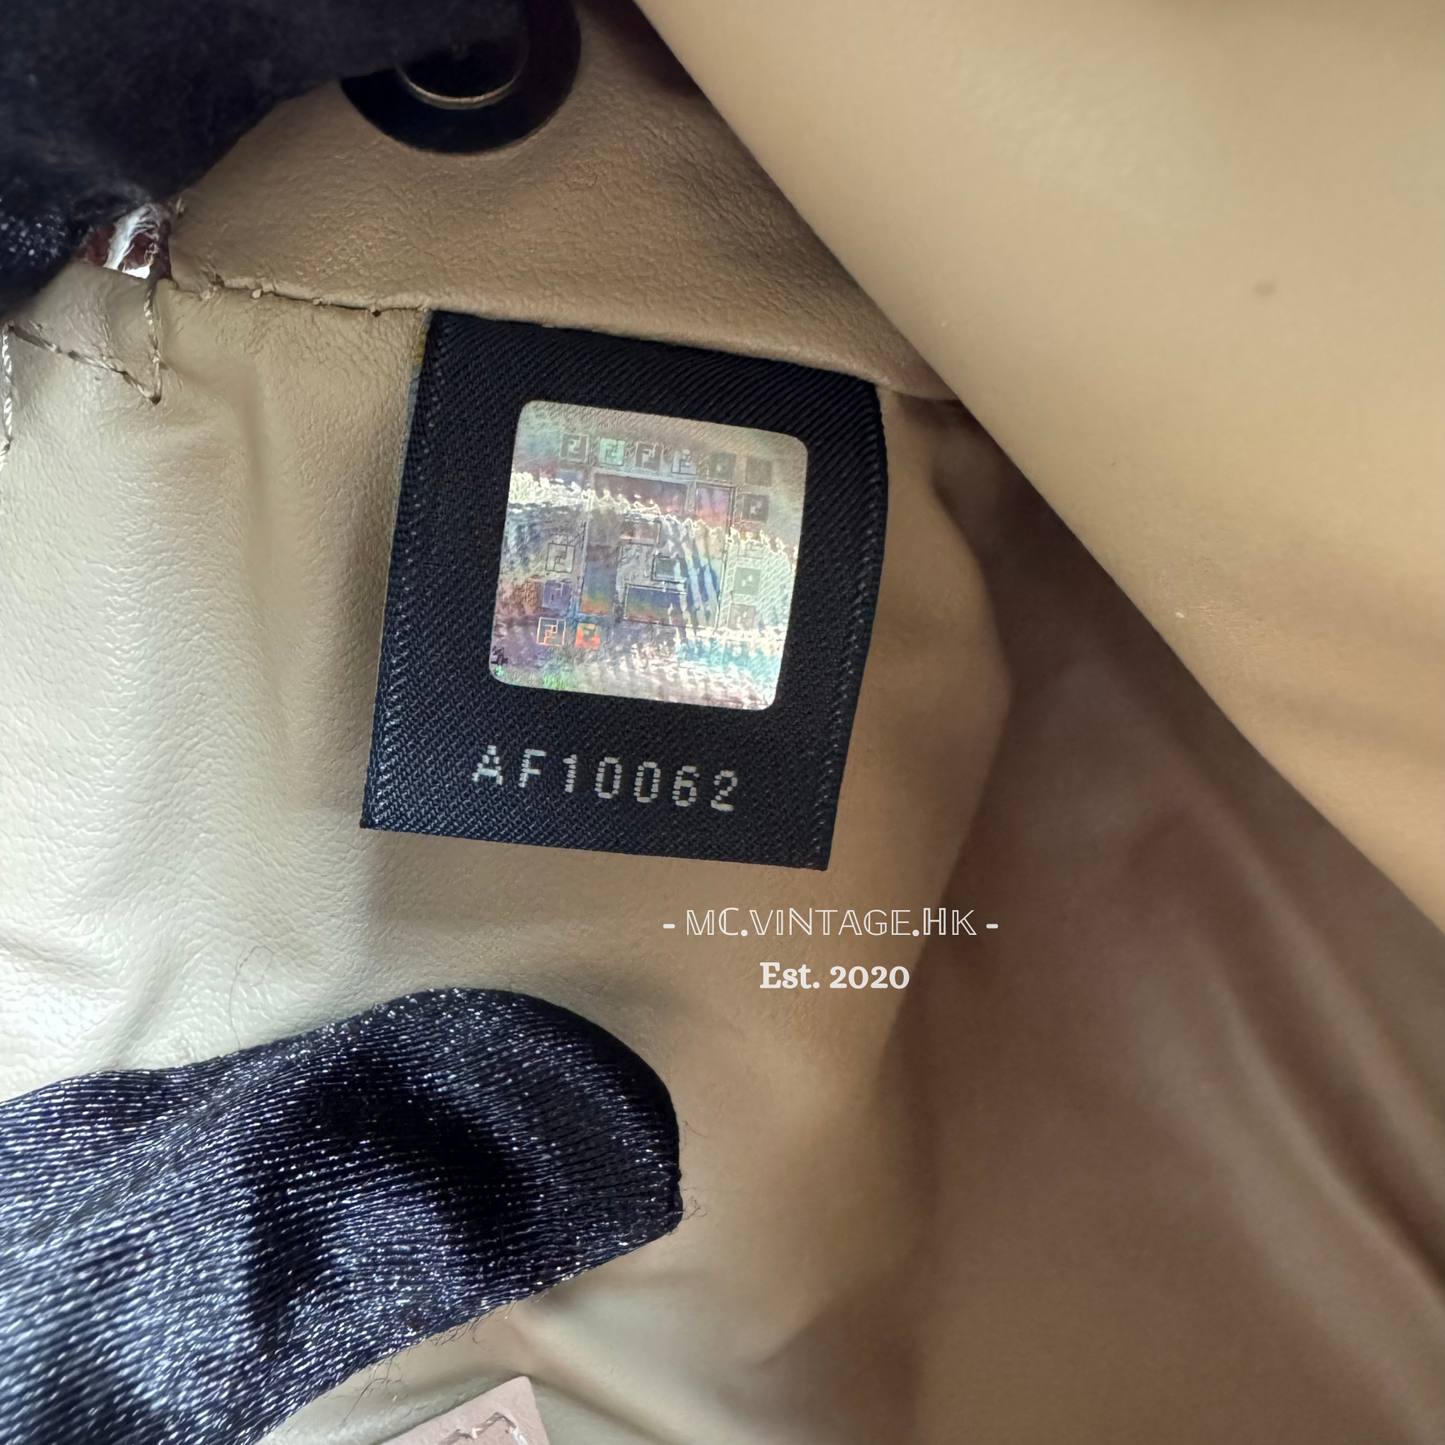 AF10062
- MC.VINTAGE.HK -
Est. 2020